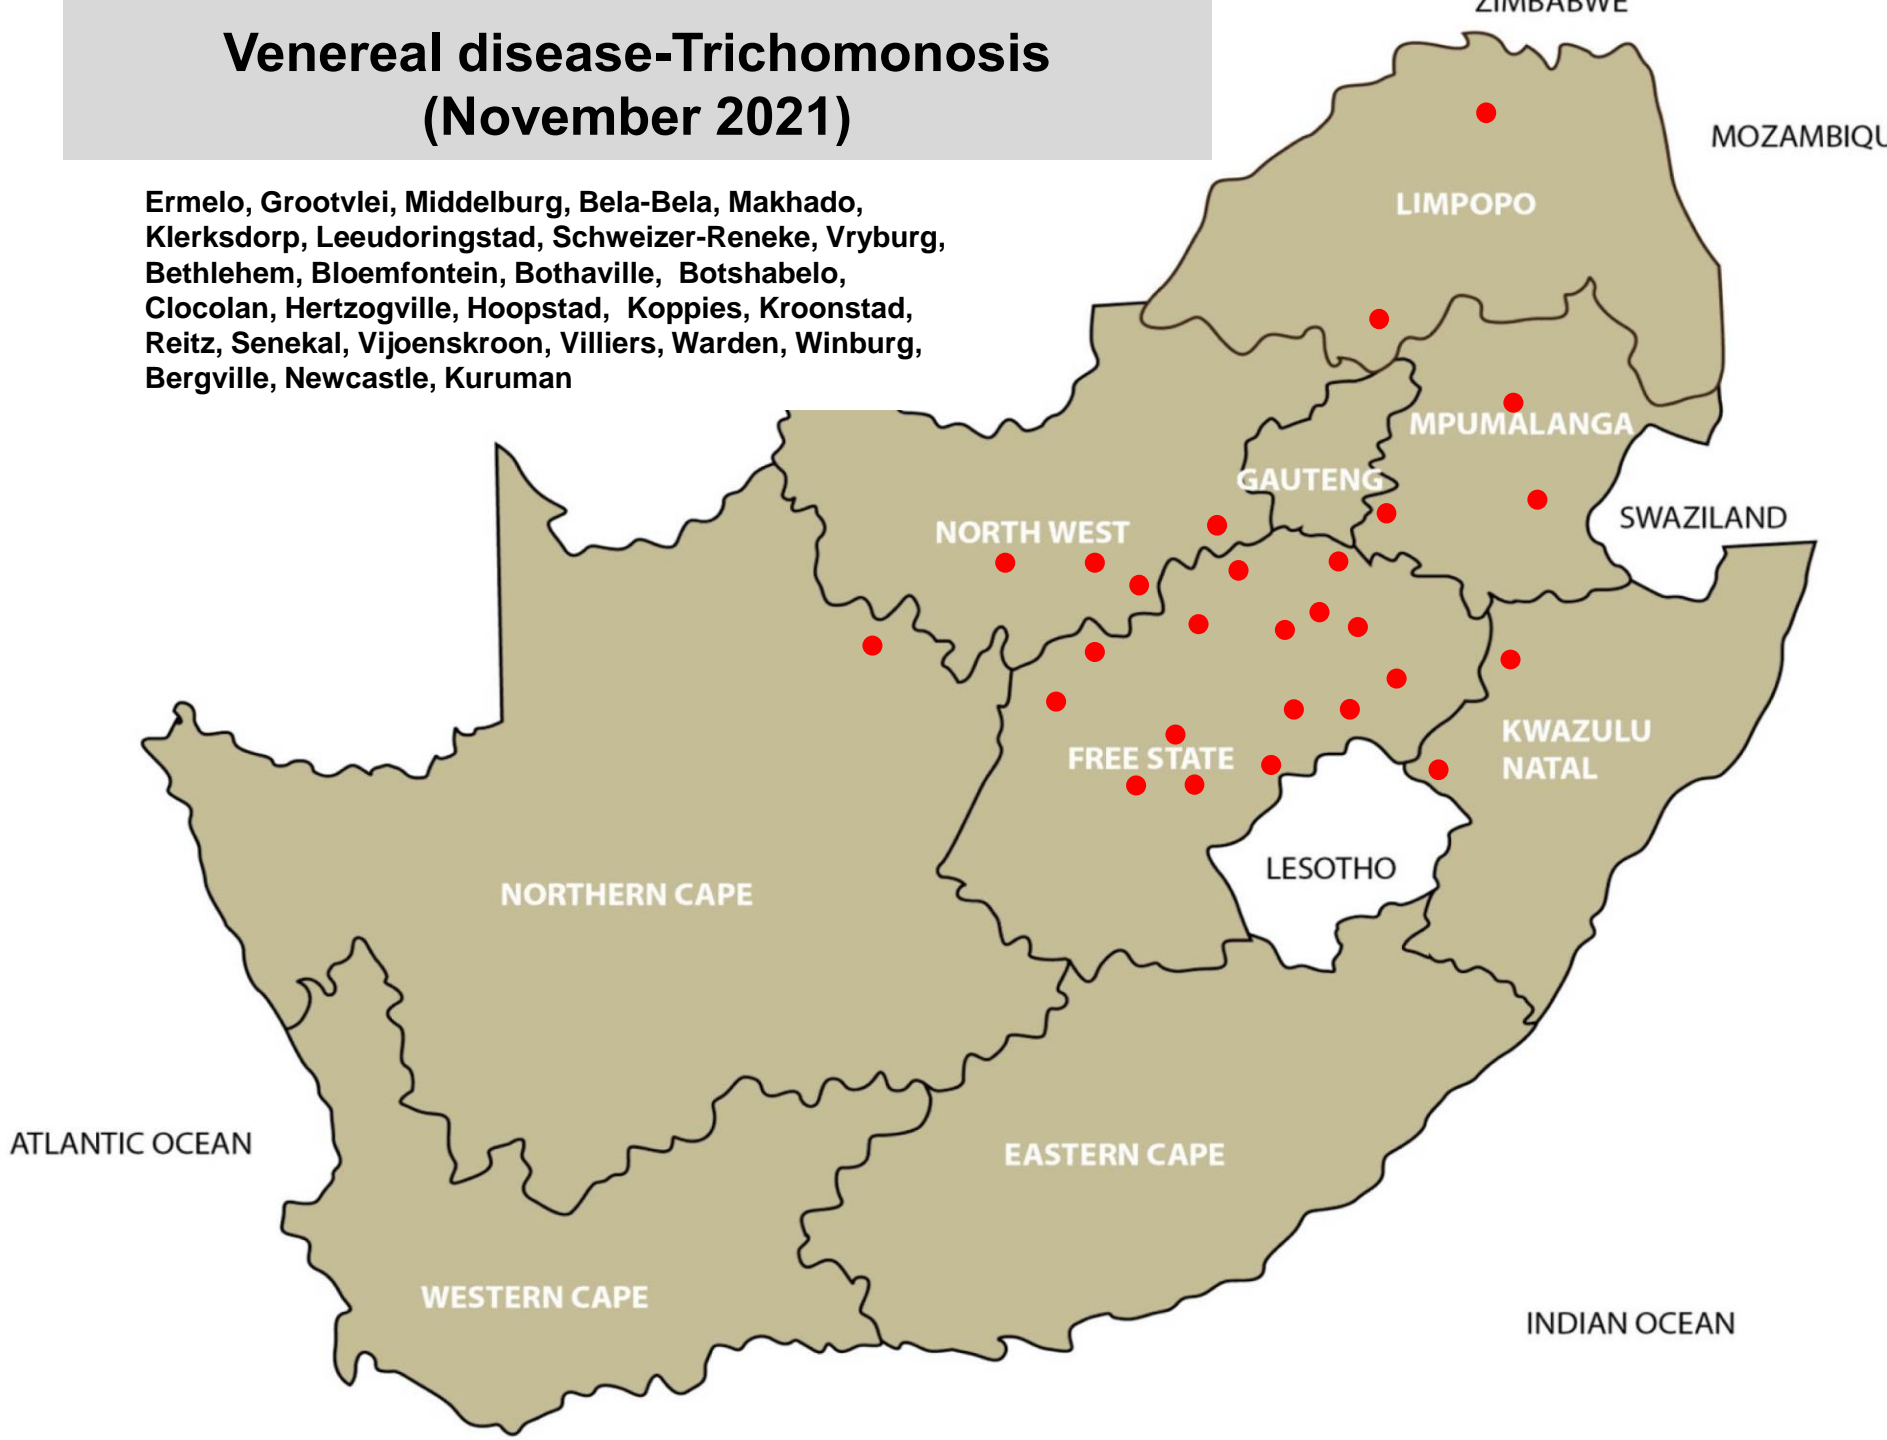 ZIMBABWE
Venereal disease-Trichomonosis
(November 2021)
MOZAMBIQU
Ermelo, Grootvlei, Middelburg, Bela-Bela, Makhado,
Klerksdorp, Leeudoringstad, Schweizer-Reneke, Vryburg,
Bethlehem, Bloemfontein, Bothaville, Botshabelo,
Clocolan, Hertzogville, Hoopstad, Koppies, Kroonstad,
Reitz, Senekal, Vijoenskroon, Villiers, Warden, Winburg,
Bergville, Newcastle, Kuruman
LIMPOPO
MPUMALANGA
GAUTENG
NORTH WEST
SWAZILAND
KWAZULU
NATAL
FREE STATE
LESOTHO
NORTHERN CAPE
ATLANTIC OCEAN
EASTERN CAPE
WESTERN CAPE
INDIAN OCEAN